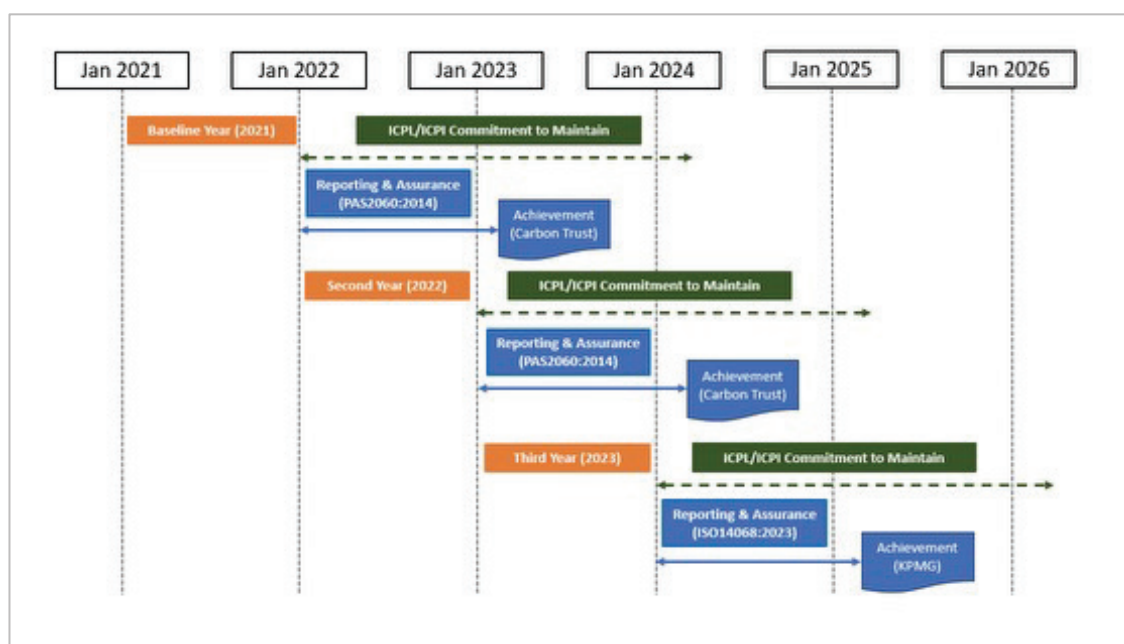 Jan 2021
Jan 2022
Jan 2023
Jan 2024
Jan 2025
Jan 2026
Baseline Year (2021)
ICPL/ICPI Commitment to Maintain
Reporting & Assurance
(PAS2060:2014)
Achievement
(Carbon Trust)
Second Year (2022)
ICPL/ICPI Commitment to Maintain
Reporting & Assurance
(PAS2060:2014)
Achievement
(Carbon Trust)
Third Year (2023)
ICPL/ICPI Commitment to Maintain
Reporting & Assurance
(ISO14068:2023)
Achievement
(KPMG)